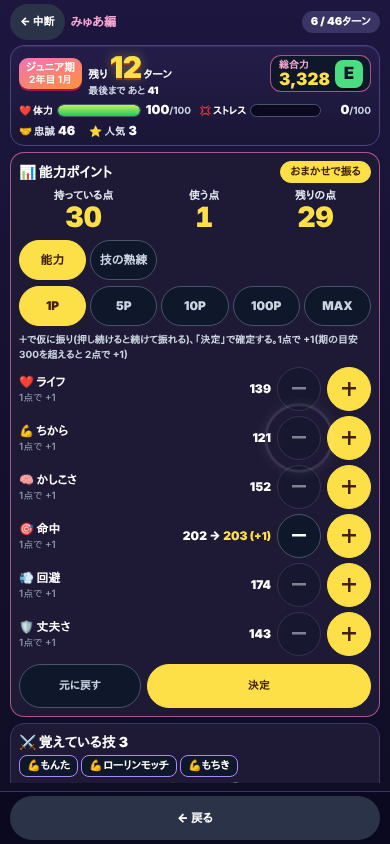 ← 中断
みゅあ編
6 / 46ターン
ジュニア期
2年目 1月
残り 12 ターン
最後まで あと 41
総合力
3,328 E
体力 100/100 ストレス 0/100
忠誠 46 人気 3
能力ポイント
おまかせで振る
持っている点 使う点 残りの点
30 1 29
能力 技の熟練
1P 5P 10P 100P MAX
＋で仮に振り(押し続けると続けて振れる)、「決定」で確定する。1点で +1(期の目安
300を超えると 2点で +1)
ライフ 139 − +
1点で +1
ちから 121 − +
1点で +1
かしこさ 152 − +
1点で +1
命中 202 → 203 (+1) − +
1点で +1
回避 174 − +
1点で +1
丈夫さ 143 − +
1点で +1
元に戻す 決定
覚えている技 3
もんた ローリンモッチ もちき
← 戻る